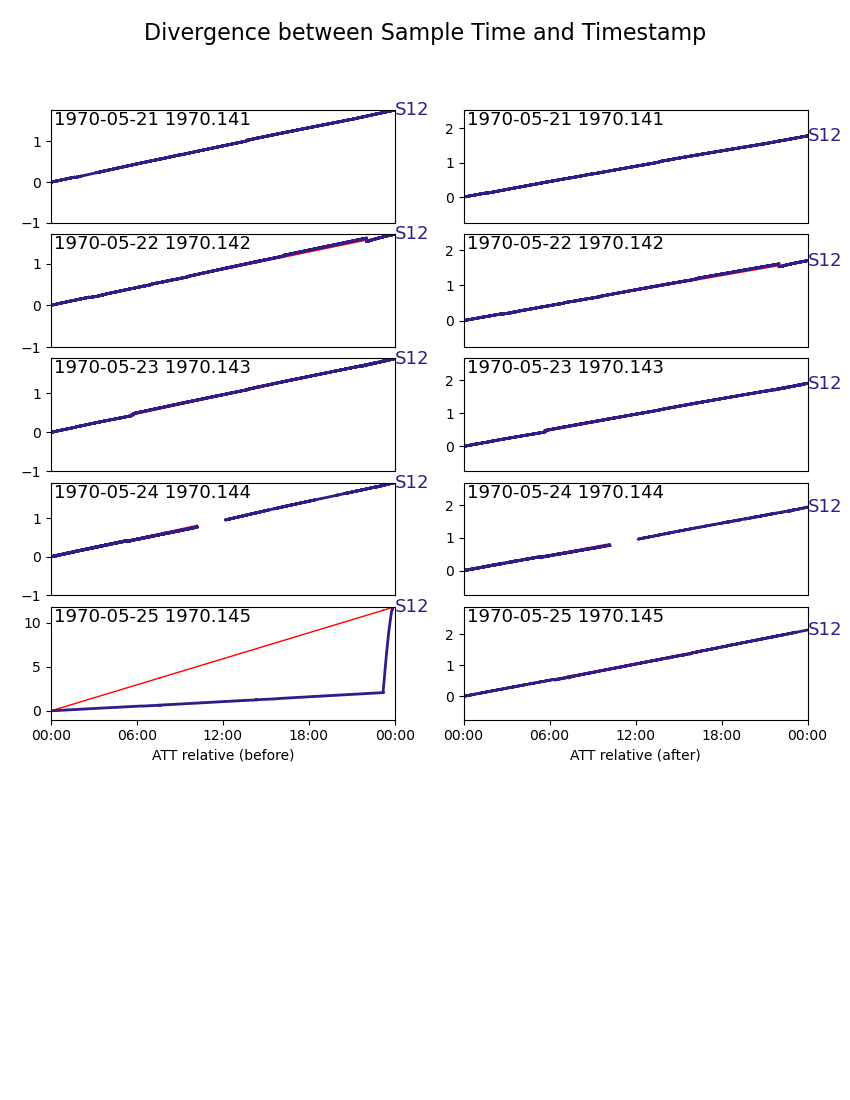 Divergence between Sample Time and Timestamp
1970-05-21 1970.141 S12
1
0
−1
1970-05-21 1970.141 S12
2
1
0
1970-05-22 1970.142 S12
1
0
−1
1970-05-22 1970.142 S12
2
1
0
1970-05-23 1970.143 S12
1
0
−1
1970-05-23 1970.143 S12
2
1
0
1970-05-24 1970.144 S12
1
0
−1
1970-05-24 1970.144 S12
2
1
0
1970-05-25 1970.145 S12
10
5
0
00:00 06:00 12:00 18:00 00:00
ATT relative (before)
1970-05-25 1970.145 S12
2
1
0
00:00 06:00 12:00 18:00 00:00
ATT relative (after)